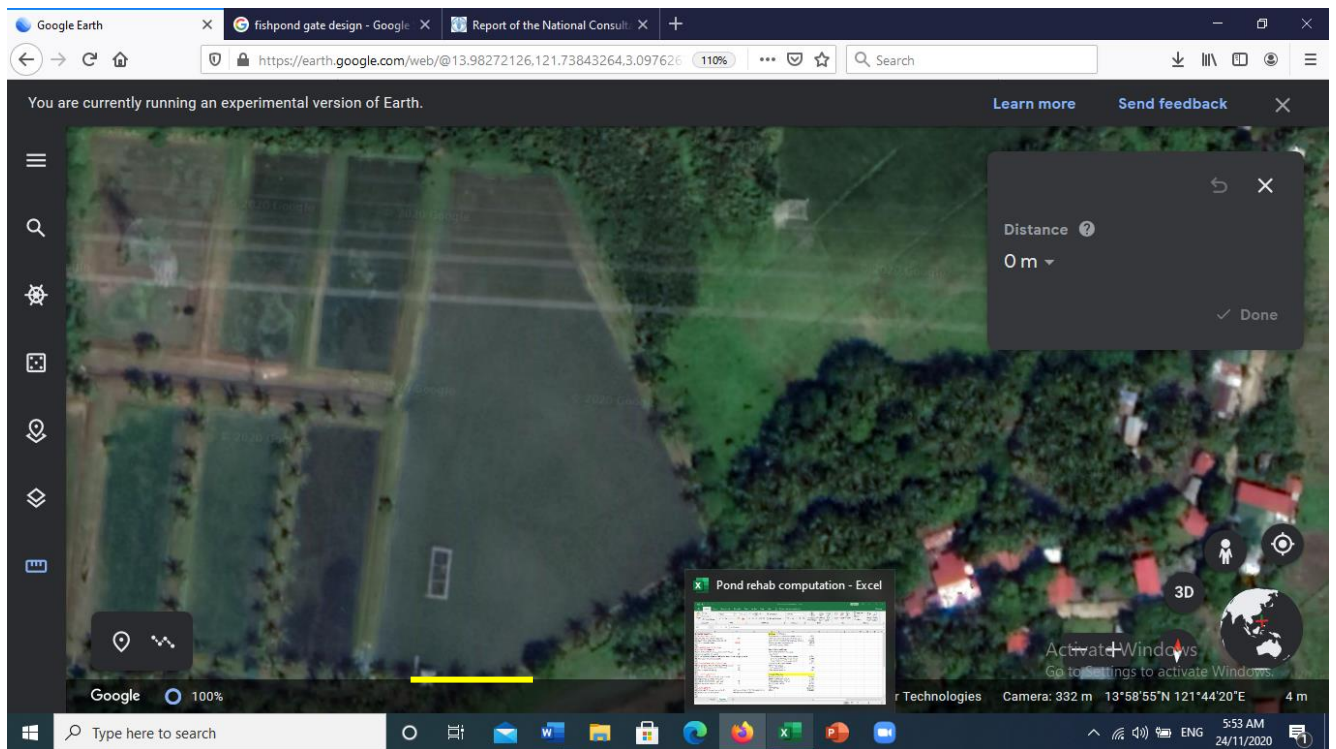 Google Earth
fishpond gate design - Google
Report of the National Consult
https://earth.google.com/web/@13.98272126,121.73843264,3.097626
110%
Search
You are currently running an experimental version of Earth.
Learn more
Send feedback
© 2020 Google
Distance
0 m
Done
Pond rehab computation - Excel
3D
Activate Windows
Go to Settings to activate Windows.
Google
100%
r Technologies
Camera: 332 m
13°58'55"N 121°44'20"E
4 m
Type here to search
ENG
5:53 AM
24/11/2020
1